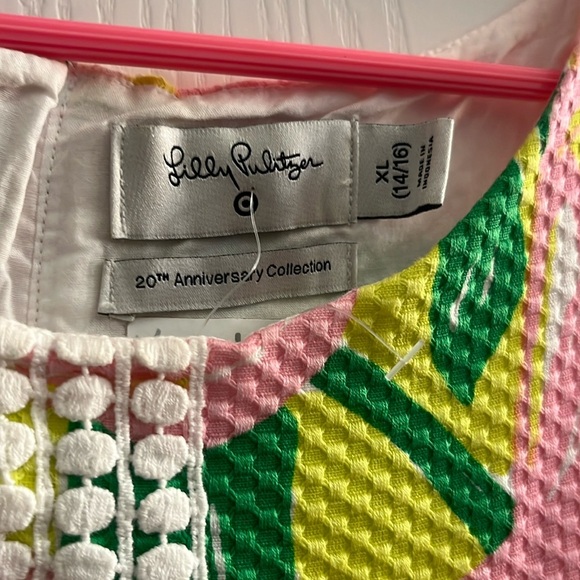 Lilly Pulitzer
20TH Anniversary Collection
XL
(14/16)
MADE IN
INDONESIA